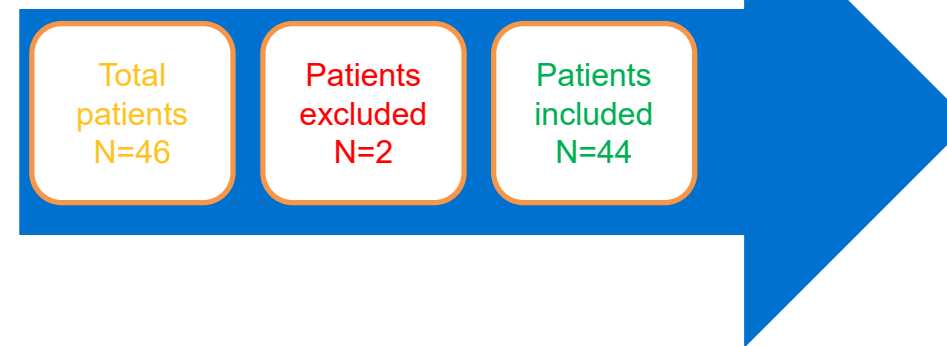 Total
patients
N=46
Patients
excluded
N=2
Patients
included
N=44